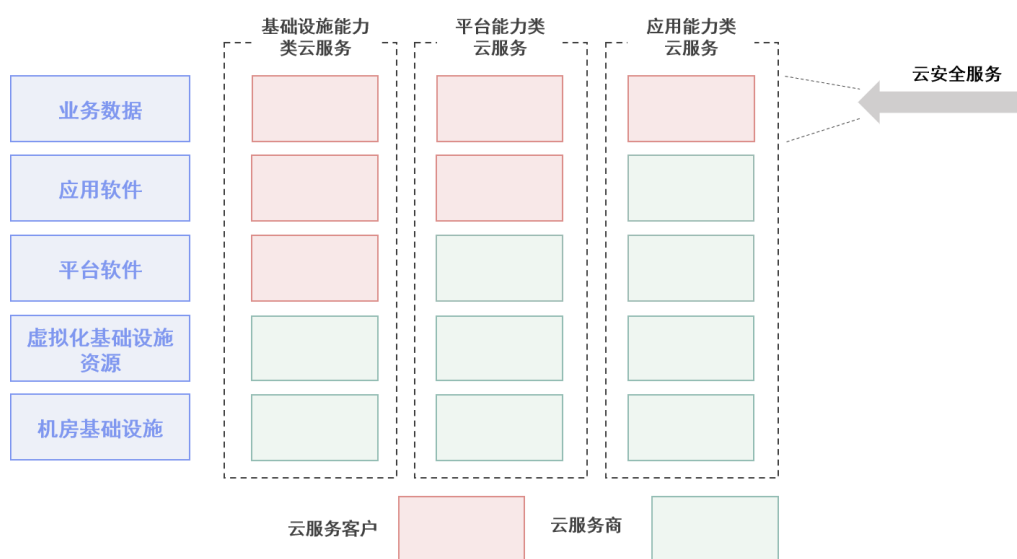 基础设施能力
类云服务
平台能力类
云服务
应用能力类
云服务
云安全服务
业务数据
应用软件
平台软件
虚拟化基础设施
资源
机房基础设施
云服务客户
云服务商